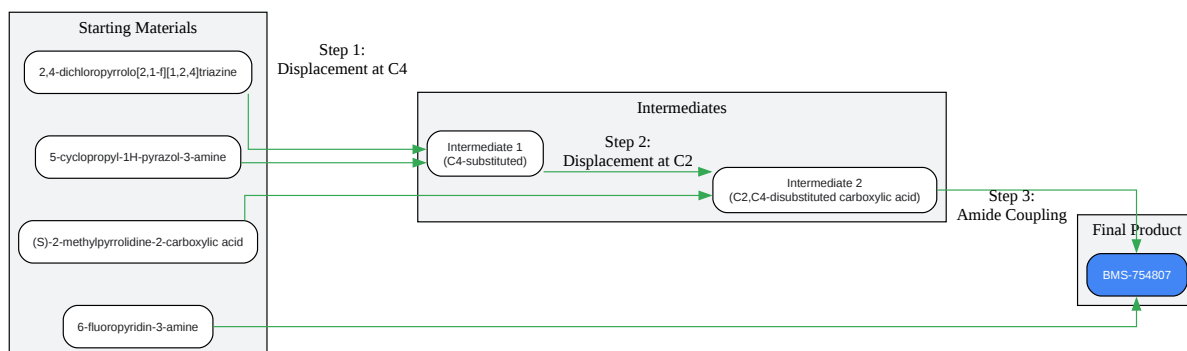 Starting Materials
2,4-dichloropyrrolo[2,1-f][1,2,4]triazine
5-cyclopropyl-1H-pyrazol-3-amine
(S)-2-methylpyrrolidine-2-carboxylic acid
6-fluoropyridin-3-amine
Step 1:
Displacement at C4
Intermediates
Intermediate 1
(C4-substituted)
Step 2:
Displacement at C2
Intermediate 2
(C2,C4-disubstituted carboxylic acid)
Step 3:
Amide Coupling
Final Product
BMS-754807